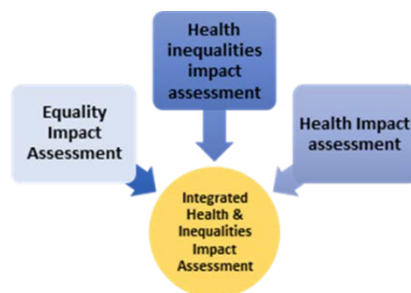 Health
inequalities
impact
assessment
Equality
Impact
Assessment
Health Impact
assessment
Integrated
Health &
Inequalities
Impact
Assessment